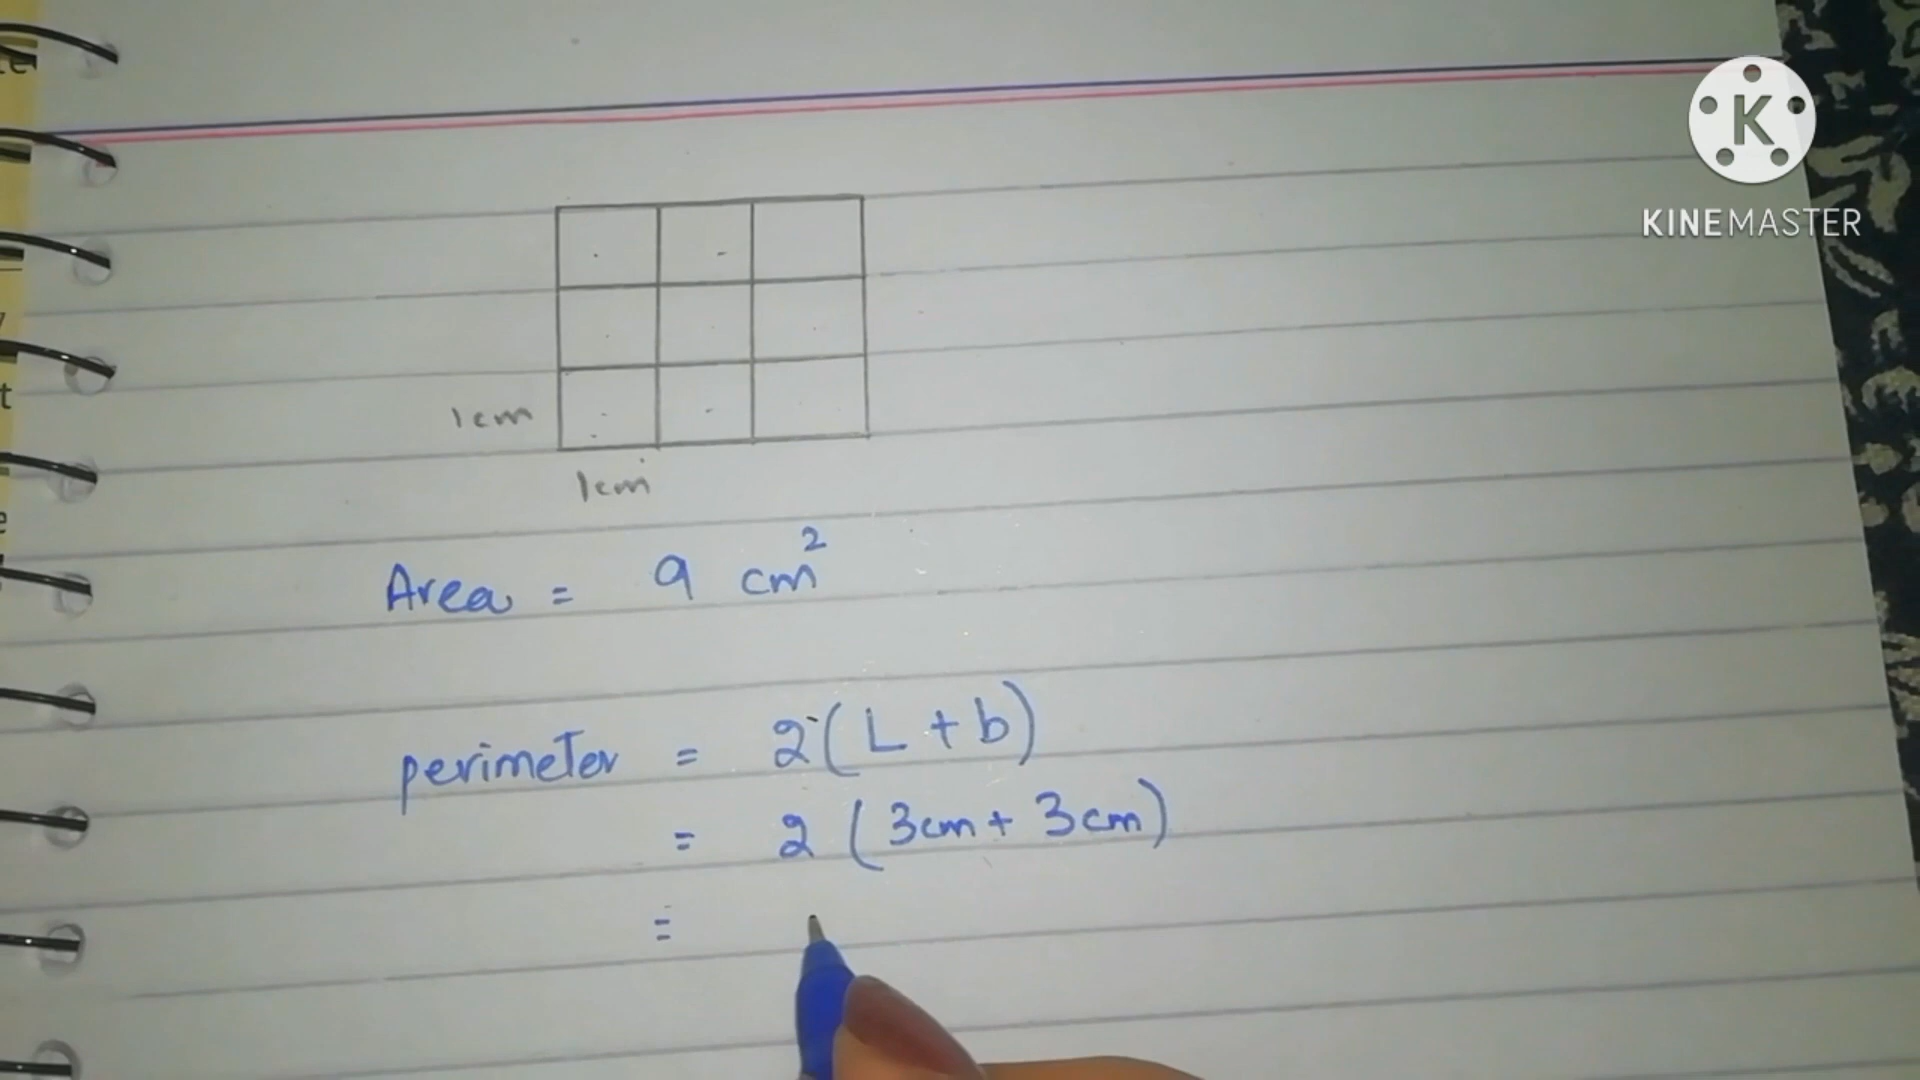 KINEMASTER
1cm
1cm
Area = 9 cm²
perimeter = 2(L+b)
= 2 (3cm+ 3cm)
=